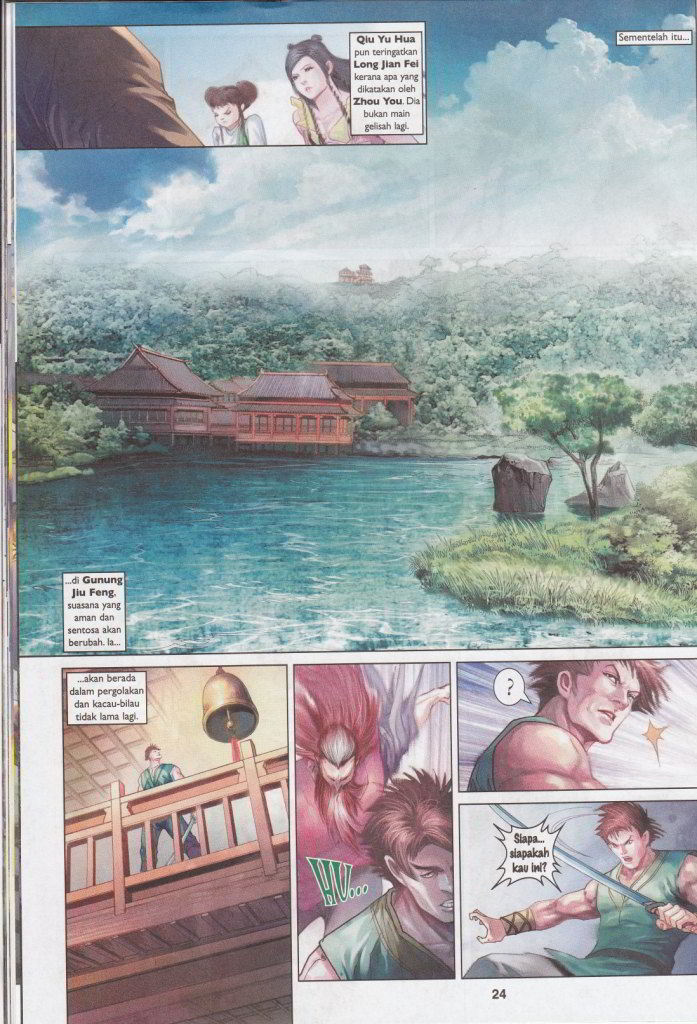 Qiu Yu Hua
pun teringatkan
Long Jian Fei
kerana apa yang
dikatakan oleh
Zhou You. Dia
bukan main
gelisah lagi.
Sementelah itu...
...di Gunung
Jiu Feng,
suasana yang
aman dan
sentosa akan
berubah. Ia...
...akan berada
dalam pergolakan
dan kacau-bilau
tidak lama lagi.
HU...
?
Siapa...
siapakah
kau ini?
24